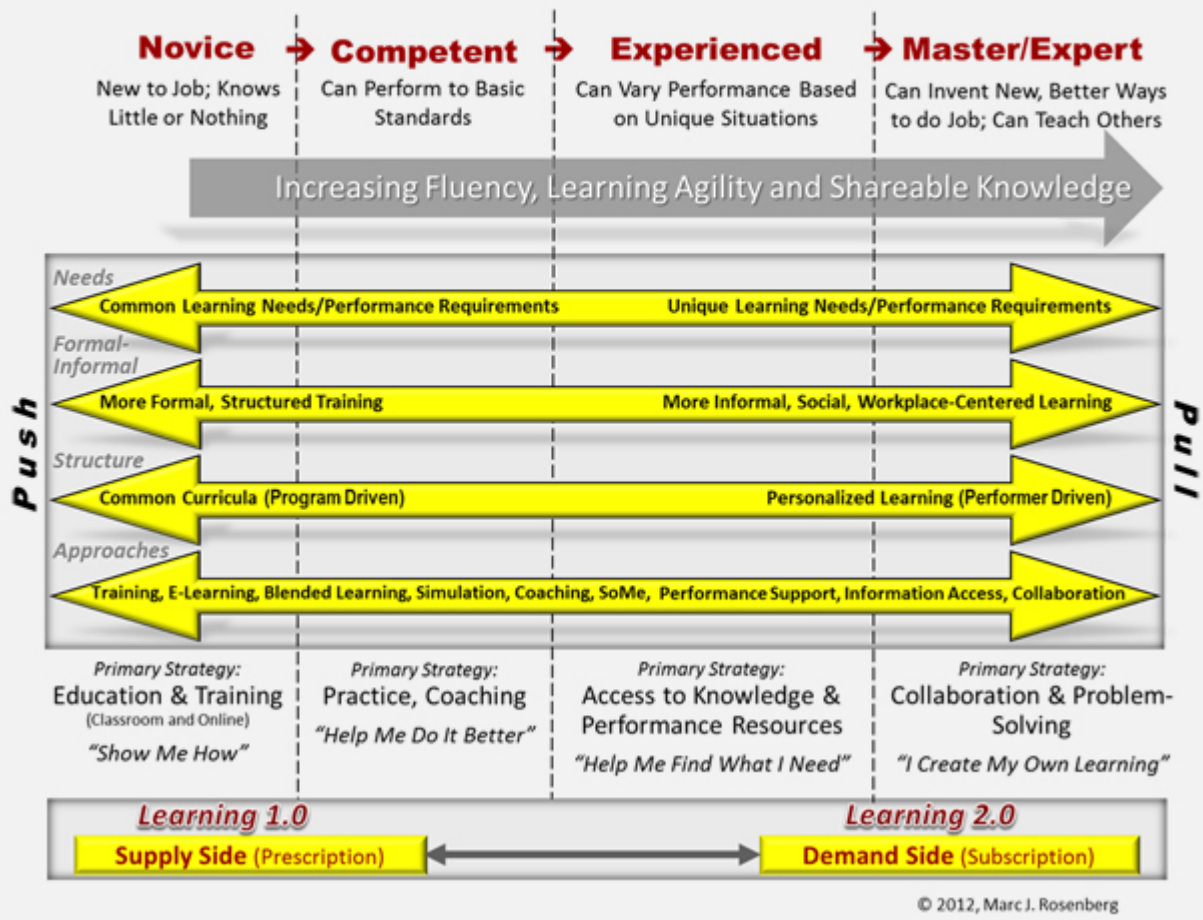 Novice → Competent → Experienced → Master/Expert
New to Job; Knows
Little or Nothing
Can Perform to Basic
Standards
Can Vary Performance Based
on Unique Situations
Can Invent New, Better Ways
to do Job; Can Teach Others
Increasing Fluency, Learning Agility and Shareable Knowledge
Push
Pull
Needs
Common Learning Needs/Performance Requirements
Unique Learning Needs/Performance Requirements
Formal-
Informal
More Formal, Structured Training
More Informal, Social, Workplace-Centered Learning
Structure
Common Curricula (Program Driven)
Personalized Learning (Performer Driven)
Approaches
Training, E-Learning, Blended Learning, Simulation, Coaching, SoMe, Performance Support, Information Access, Collaboration
Primary Strategy:
Education & Training
(Classroom and Online)
“Show Me How”
Primary Strategy:
Practice, Coaching
“Help Me Do It Better”
Primary Strategy:
Access to Knowledge &
Performance Resources
“Help Me Find What I Need”
Primary Strategy:
Collaboration & Problem-
Solving
“I Create My Own Learning”
Learning 1.0
Supply Side (Prescription)
Learning 2.0
Demand Side (Subscription)
© 2012, Marc J. Rosenberg